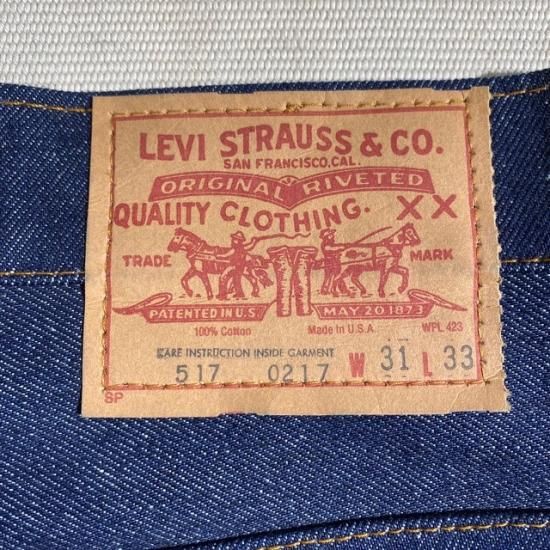 LEVI STRAUSS & CO.
SAN FRANCISCO, CAL.
ORIGINAL RIVETED
QUALITY CLOTHING. XX
TRADE MARK
PATENTED IN U.S. MAY 20 1873
100% Cotton Made in U.S.A. WPL 423
CARE INSTRUCTION INSIDE GARMENT
517 0217 W 31 L 33
SP